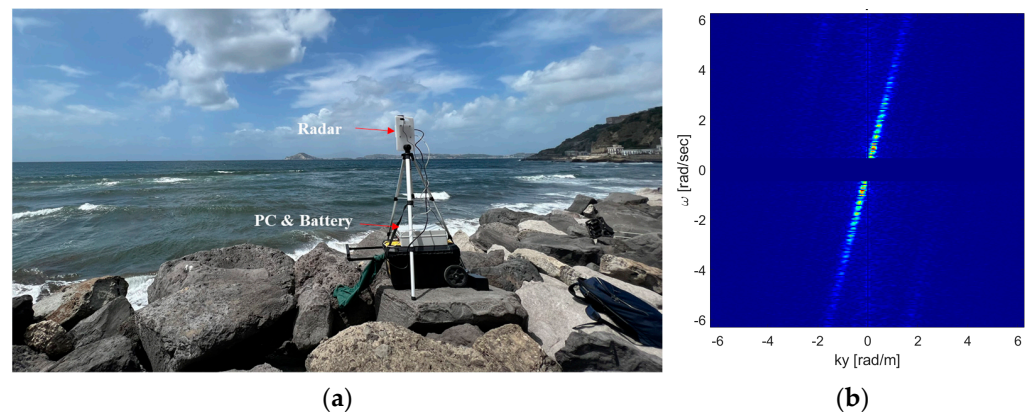 Radar
PC & Battery
(a)
6
4
2
0
-2
-4
-6
ω [rad/sec]
-6 -4 -2 0 2 4 6
ky [rad/m]
(b)